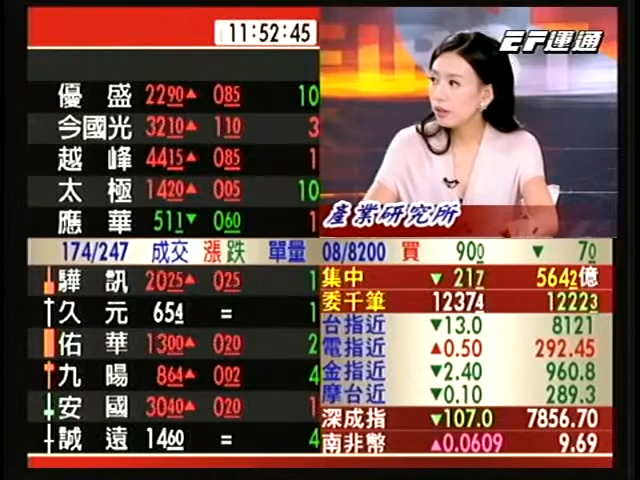 11:52:45
EF運通
優盛 2290▲ 085 10
今國光 3210▲ 110 3
越峰 4415▲ 085 1
太極 1420▲ 005 10
應華 511▼ 060 1
產業研究所
174/247 成交 漲跌 單量 08/8200 買 900 ▼ 70
驊訊 2025▲ 025 1
久元 654 = 1
佑華 1300▲ 020 2
九暘 864▲ 002 4
安國 3040▲ 020 1
誠遠 1460 = 4
集中 ▼ 217 5642億
委千筆 12374 12223
台指近 ▼13.0 8121
電指近 ▲0.50 292.45
金指近 ▼2.40 960.8
摩台近 ▼0.10 289.3
深成指 ▼107.0 7856.70
南非幣 ▲0.0609 9.69